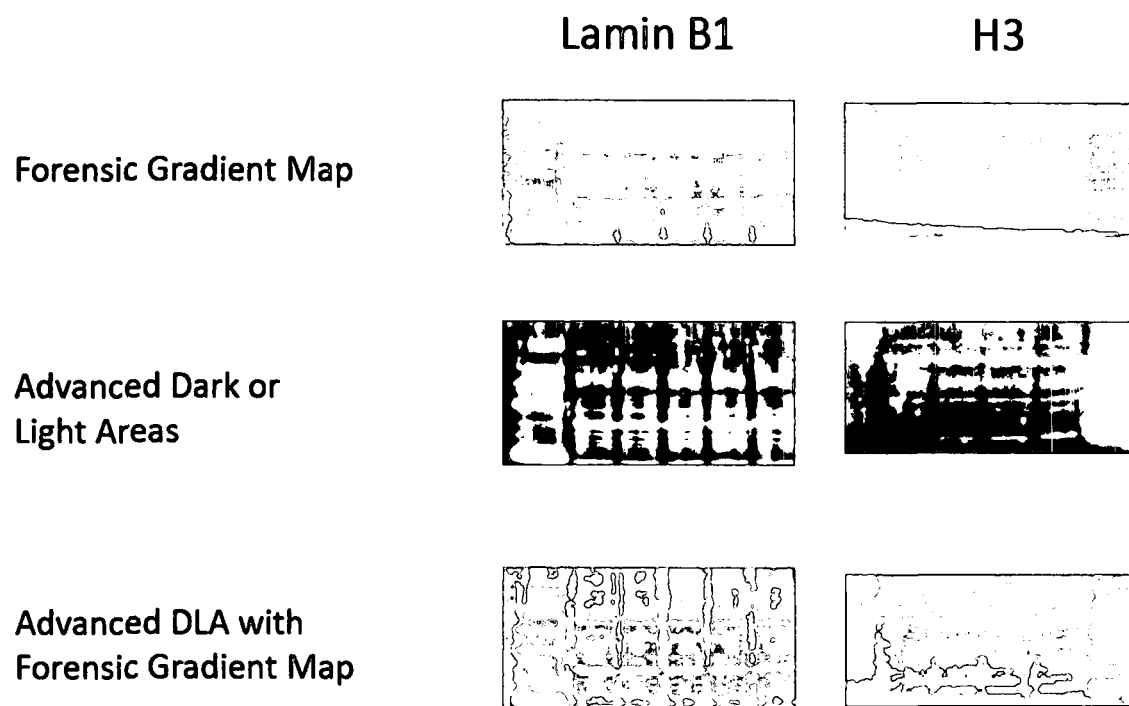 Lamin B1 H3
Forensic Gradient Map
Advanced Dark or
Light Areas
Advanced DLA with
Forensic Gradient Map